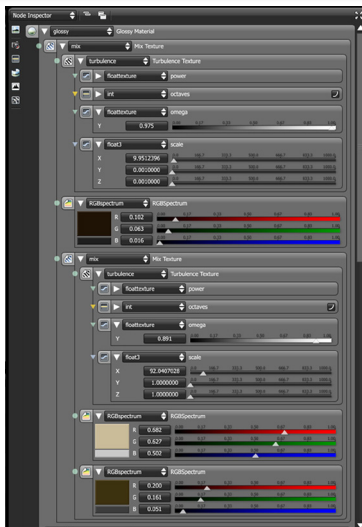 Node Inspector
glossy Glossy Material
mix Mix Texture
turbulence Turbulence Texture
floattexture power
int octaves
floattexture omega
Y 0.975
float3 scale
X 9.9512396
Y 0.0010000
Z 0.0010000
RGBspectrum RGBSpectrum
R 0.102
G 0.063
B 0.016
mix Mix Texture
turbulence Turbulence Texture
floattexture power
int octaves
floattexture omega
Y 0.891
float3 scale
X 92.0407028
Y 1.0000000
Z 1.0000000
RGBspectrum RGBSpectrum
R 0.682
G 0.627
B 0.502
RGBspectrum RGBSpectrum
R 0.200
G 0.161
B 0.051